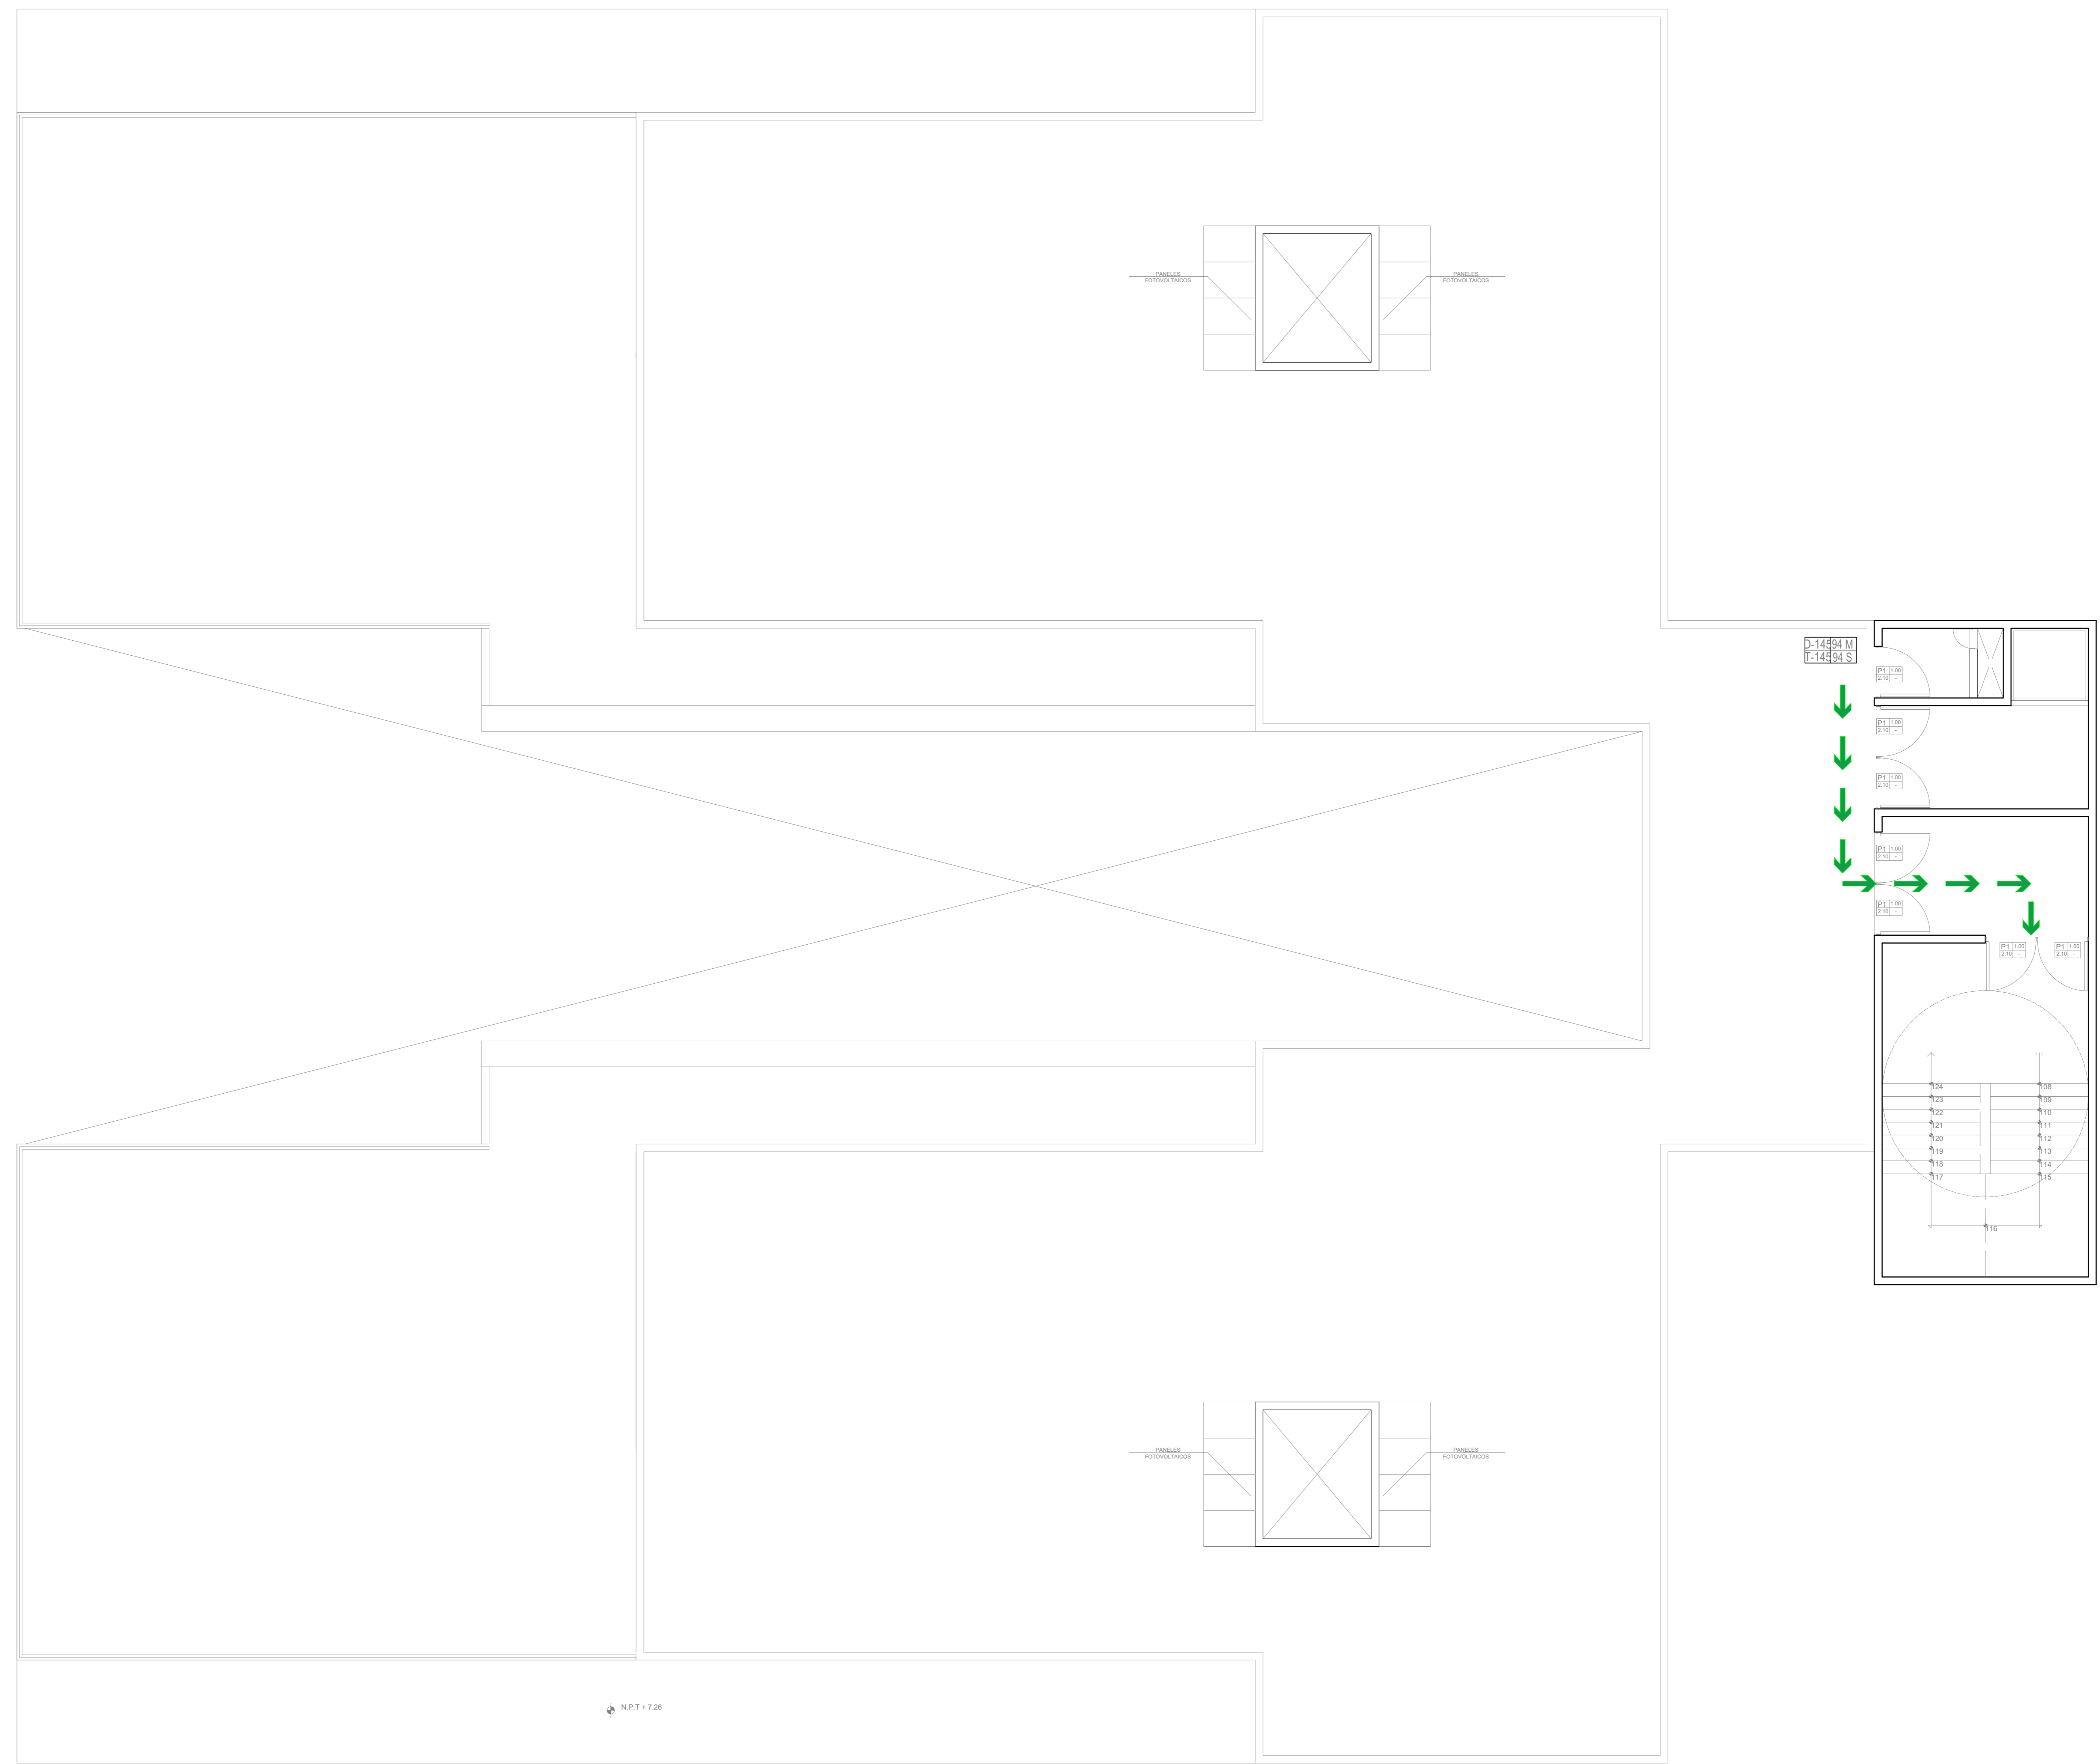 PANELES
FOTOVOLTAICOS
PANELES
FOTOVOLTAICOS
D-14594 M
T-14594 S
P1 1.00
2.10 -
P1 1.00
2.10 -
P1 1.00
2.10 -
P1 1.00
2.10 -
P1 1.00
2.10 -
P1 1.00
2.10 -
P1 1.00
2.10 -
124 108
123 109
122 110
121 111
120 112
119 113
118 114
117 115
116
PANELES
FOTOVOLTAICOS
PANELES
FOTOVOLTAICOS
N.P.T + 7.26